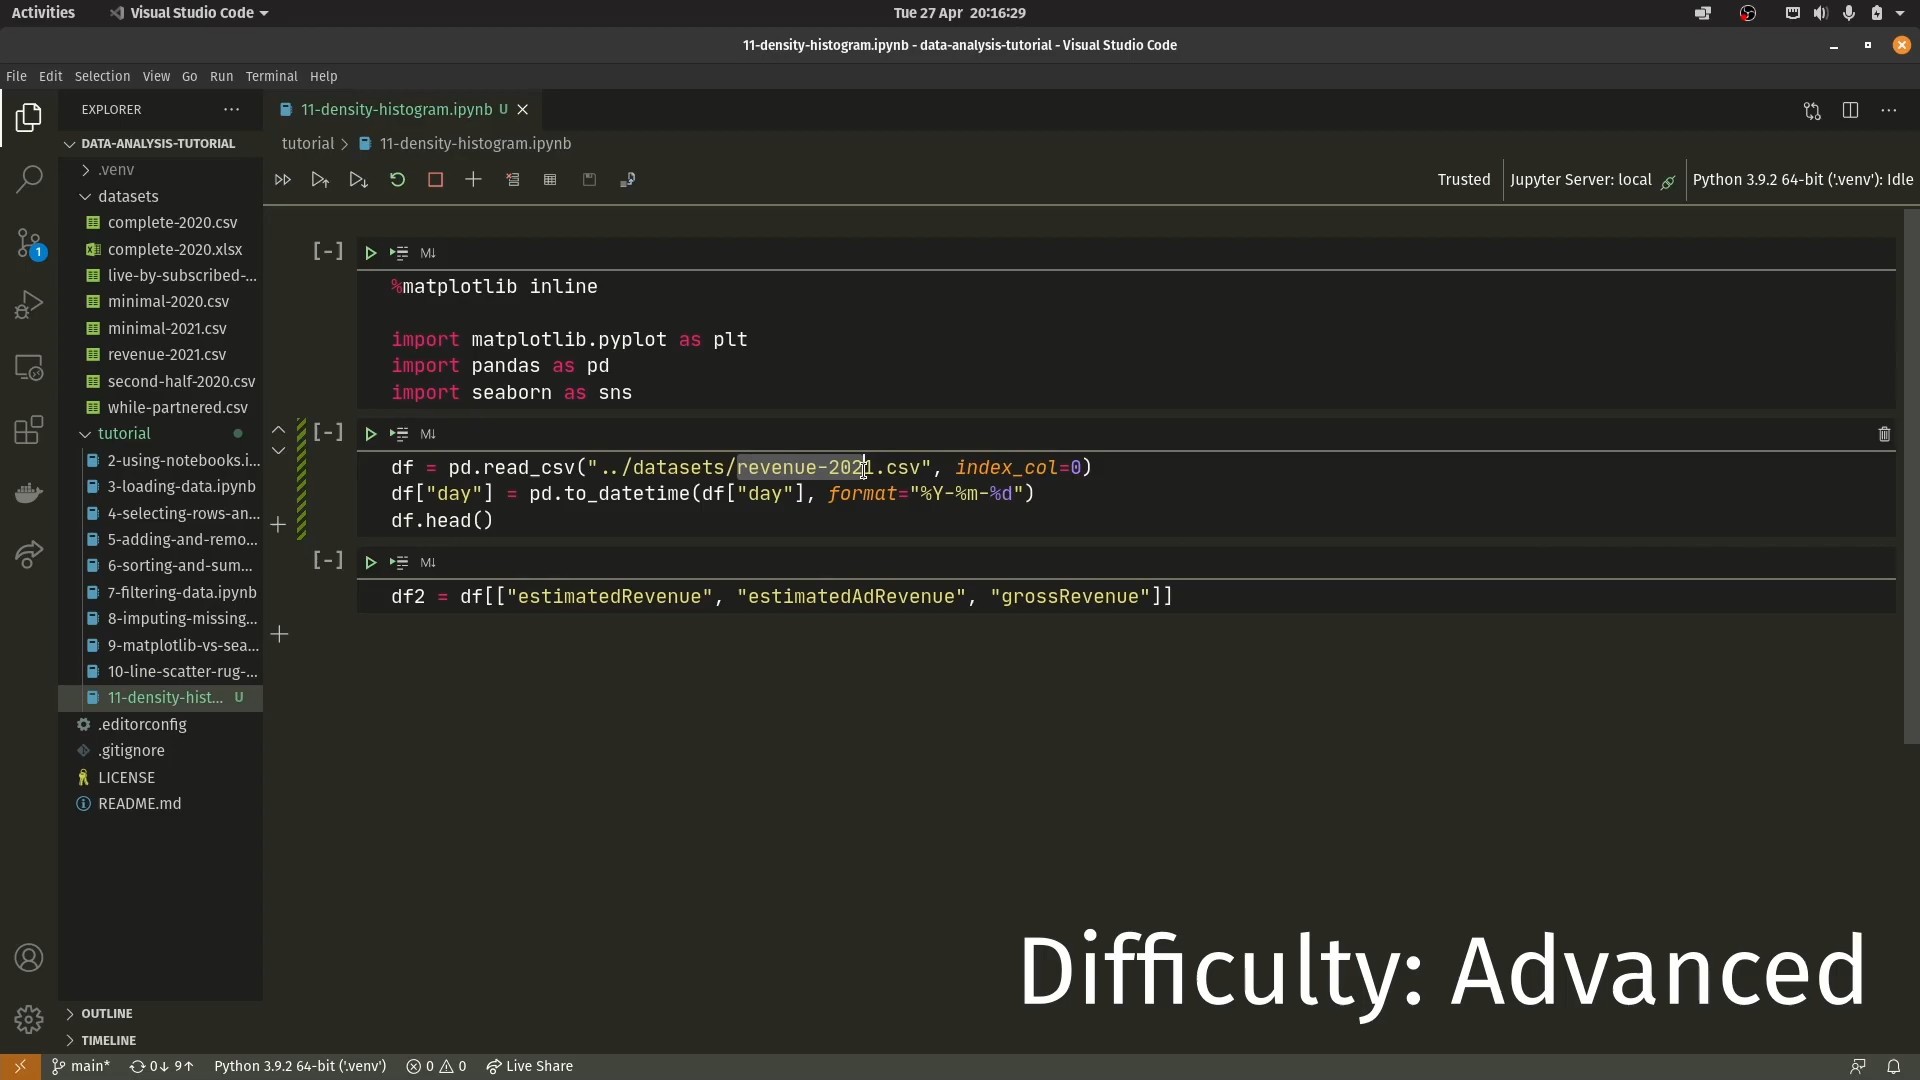 Activities
Visual Studio Code
Tue 27 Apr 20:16:29
11-density-histogram.ipynb - data-analysis-tutorial - Visual Studio Code
File Edit Selection View Go Run Terminal Help
EXPLORER
11-density-histogram.ipynb U
DATA-ANALYSIS-TUTORIAL
tutorial > 11-density-histogram.ipynb
.venv
datasets
complete-2020.csv
complete-2020.xlsx
live-by-subscribed-...
minimal-2020.csv
minimal-2021.csv
revenue-2021.csv
second-half-2020.csv
while-partnered.csv
tutorial
2-using-notebooks.i...
3-loading-data.ipynb
4-selecting-rows-an...
5-adding-and-remo...
6-sorting-and-sum...
7-filtering-data.ipynb
8-imputing-missing...
9-matplotlib-vs-sea...
10-line-scatter-rug-...
11-density-hist... U
.editorconfig
.gitignore
LICENSE
README.md
OUTLINE
TIMELINE
1
Trusted
Jupyter Server: local
Python 3.9.2 64-bit ('.venv'): Idle
[-]
M↓
%matplotlib inline
import matplotlib.pyplot as plt
import pandas as pd
import seaborn as sns
[-]
M↓
df = pd.read_csv("../datasets/revenue-2021.csv", index_col=0)
df["day"] = pd.to_datetime(df["day"], format="%Y-%m-%d")
df.head()
[-]
M↓
df2 = df[["estimatedRevenue", "estimatedAdRevenue", "grossRevenue"]]
Difficulty: Advanced
main* 0↓ 9↑ Python 3.9.2 64-bit ('.venv') 0 0 Live Share